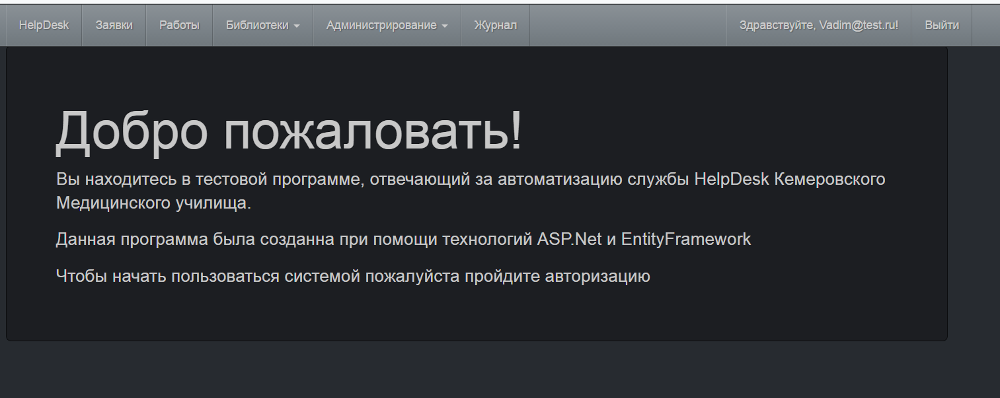 HelpDesk Заявки Работы Библиотеки Администрирование Журнал Здравствуйте, Vadim@test.ru! Выйти
Добро пожаловать!
Вы находитесь в тестовой программе, отвечающий за автоматизацию службы HelpDesk Кемеровского
Медицинского училища.
Данная программа была созданна при помощи технологий ASP.Net и EntityFramework
Чтобы начать пользоваться системой пожалуйста пройдите авторизацию